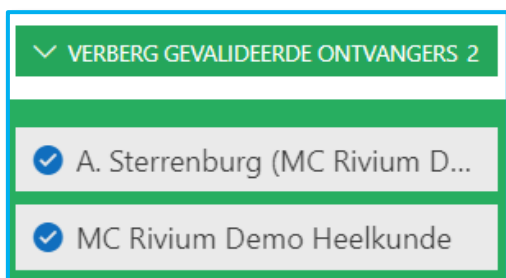 VERBERG GEVALIDEERDE ONTVANGERS 2
A. Sterrenburg (MC Rivium D...
MC Rivium Demo Heelkunde